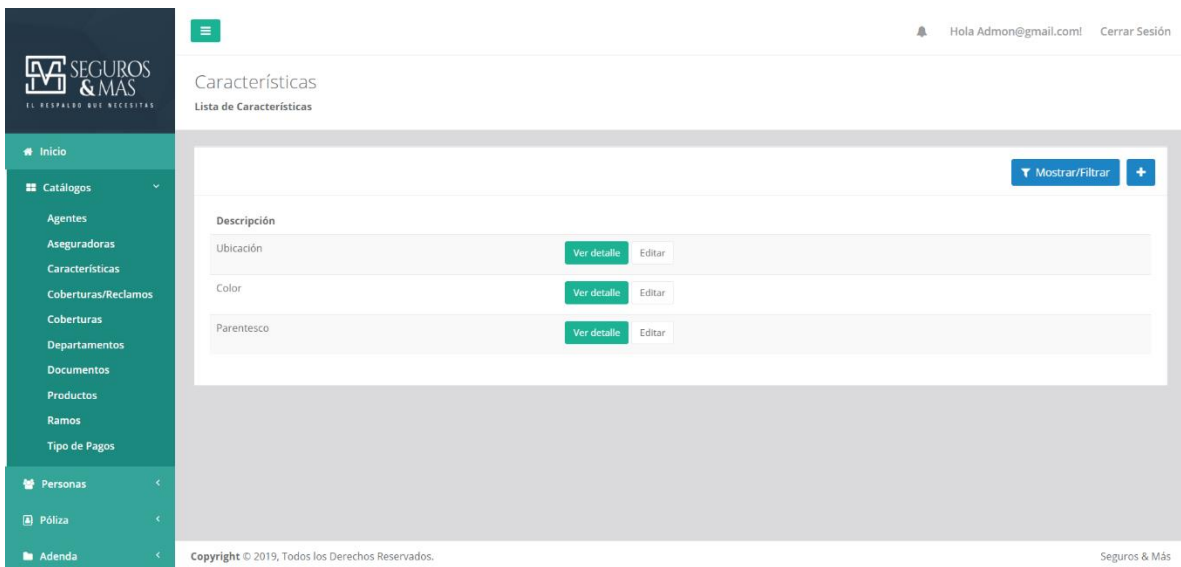 SEGUROS
& MÁS
EL RESPALDO QUE NECESITAS
Inicio
Catálogos
Agentes
Aseguradoras
Características
Coberturas/Reclamos
Coberturas
Departamentos
Documentos
Productos
Ramos
Tipo de Pagos
Personas
Póliza
Adenda
Hola Admon@gmail.com! Cerrar Sesión
Características
Lista de Características
Mostrar/Filtrar +
Descripción
Ubicación Ver detalle Editar
Color Ver detalle Editar
Parentesco Ver detalle Editar
Copyright © 2019, Todos los Derechos Reservados. Seguros & Más